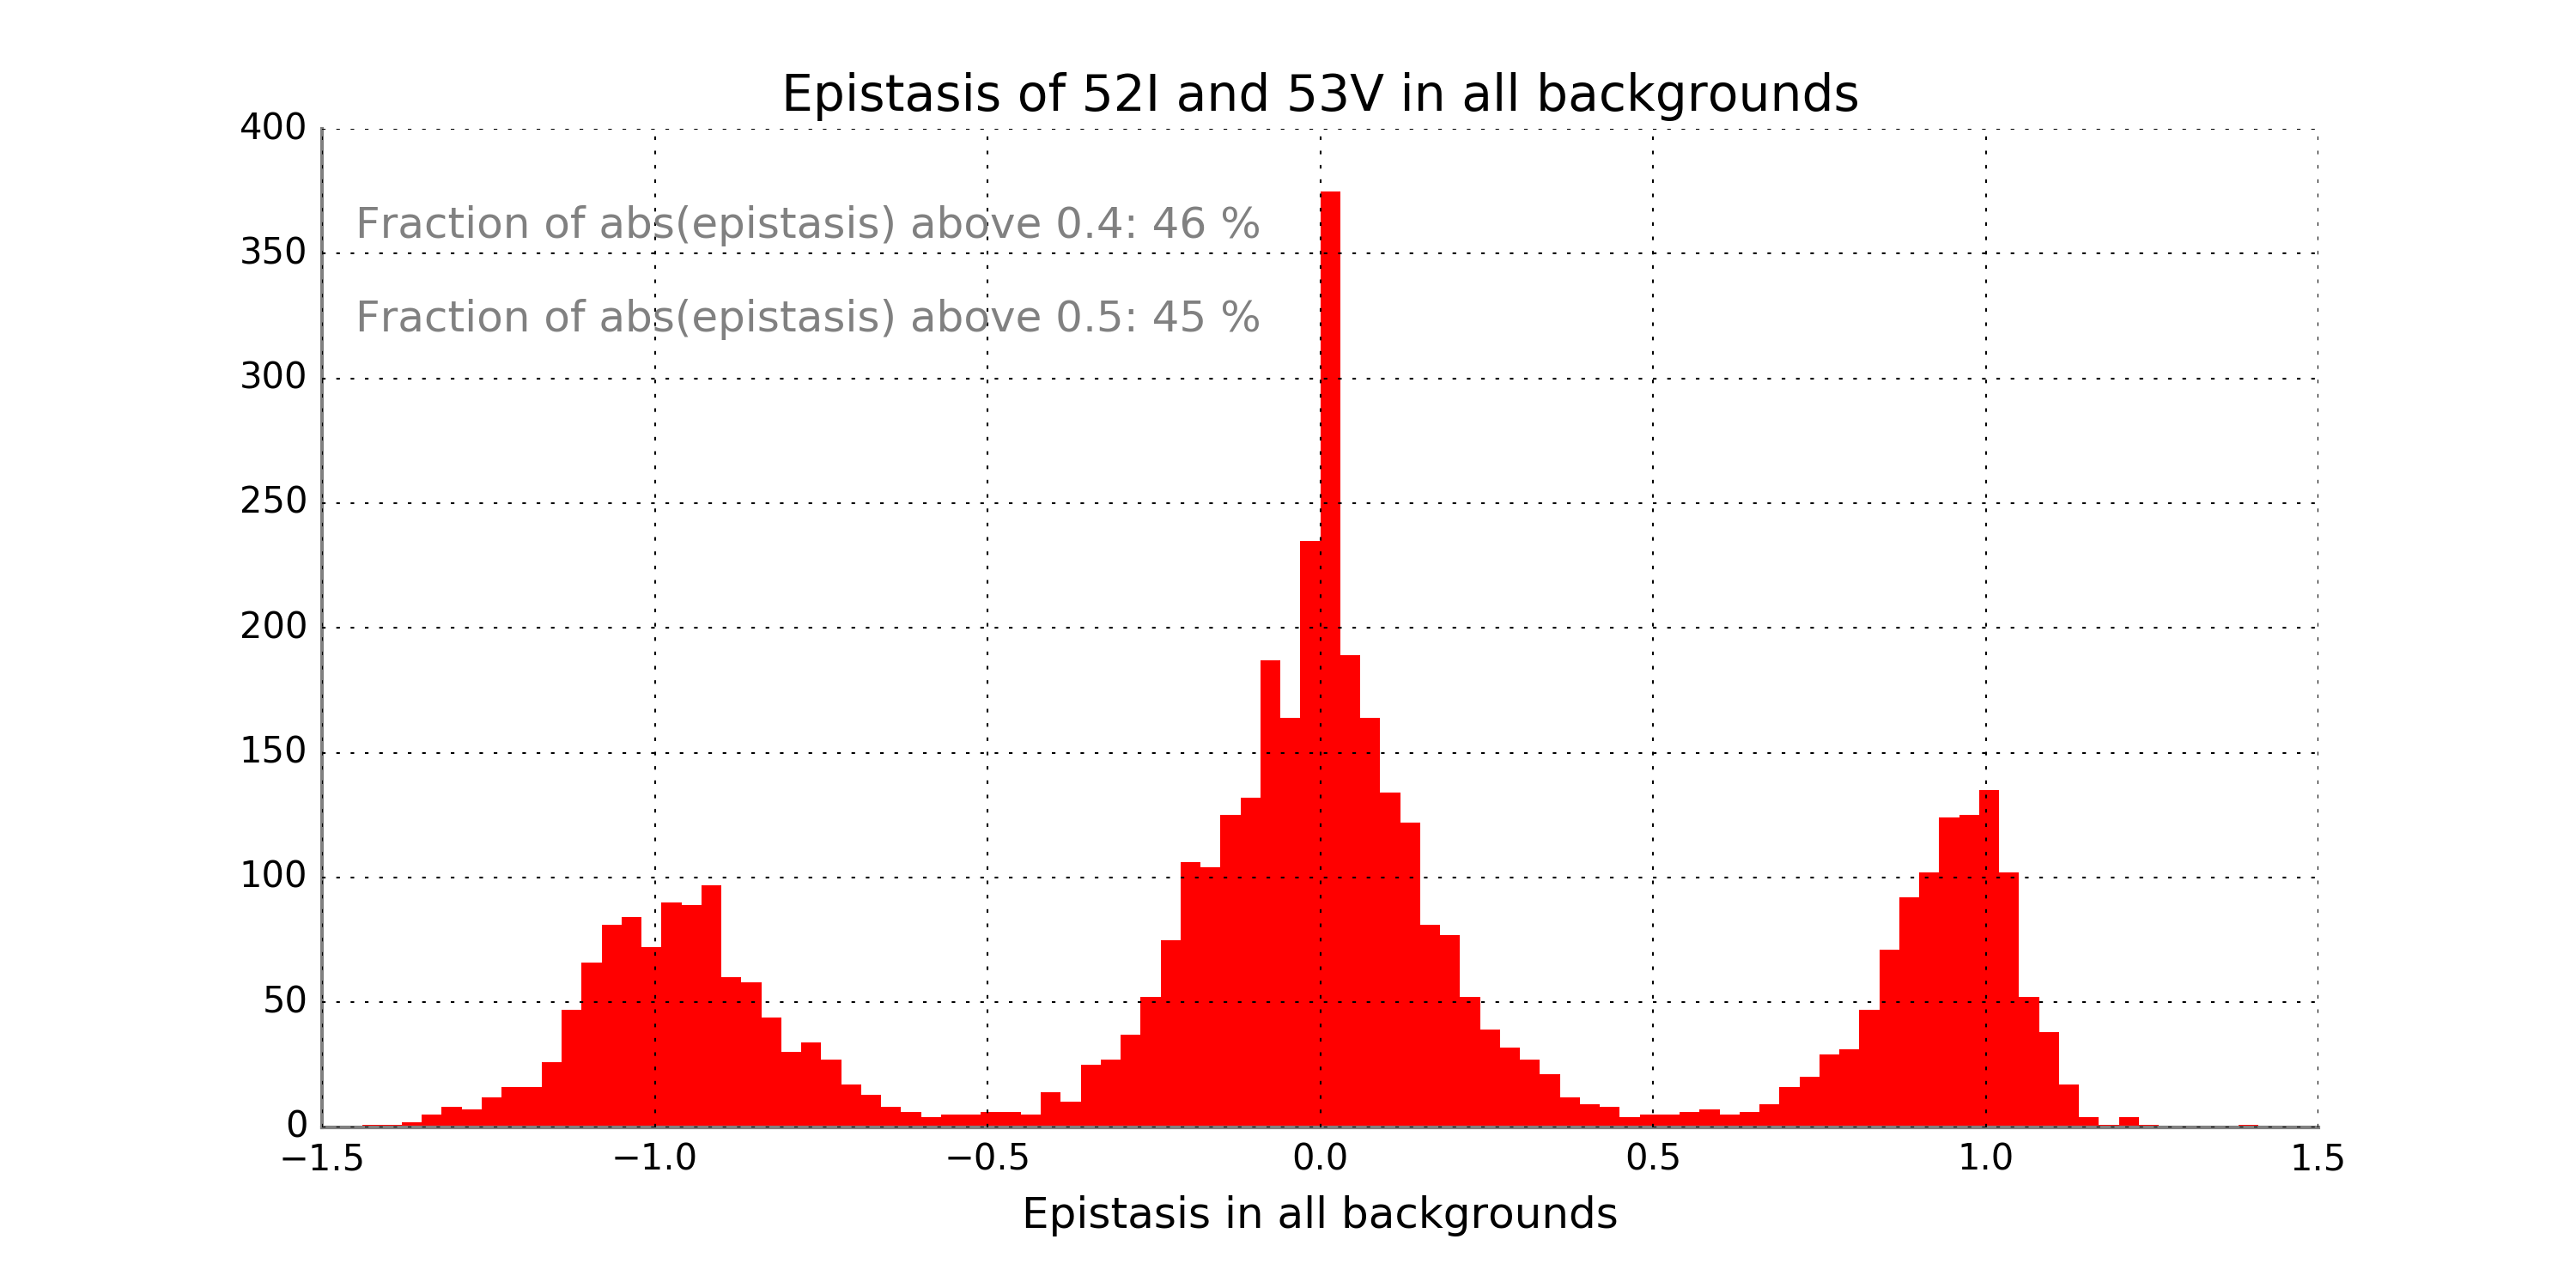 Epistasis of 52I and 53V in all backgrounds
400
Fraction of abs(epistasis) above 0.4: 46 %
350
Fraction of abs(epistasis) above 0.5: 45 %
300
250
200
150
100
50
0
−1.5 −1.0 −0.5 0.0 0.5 1.0 1.5
Epistasis in all backgrounds